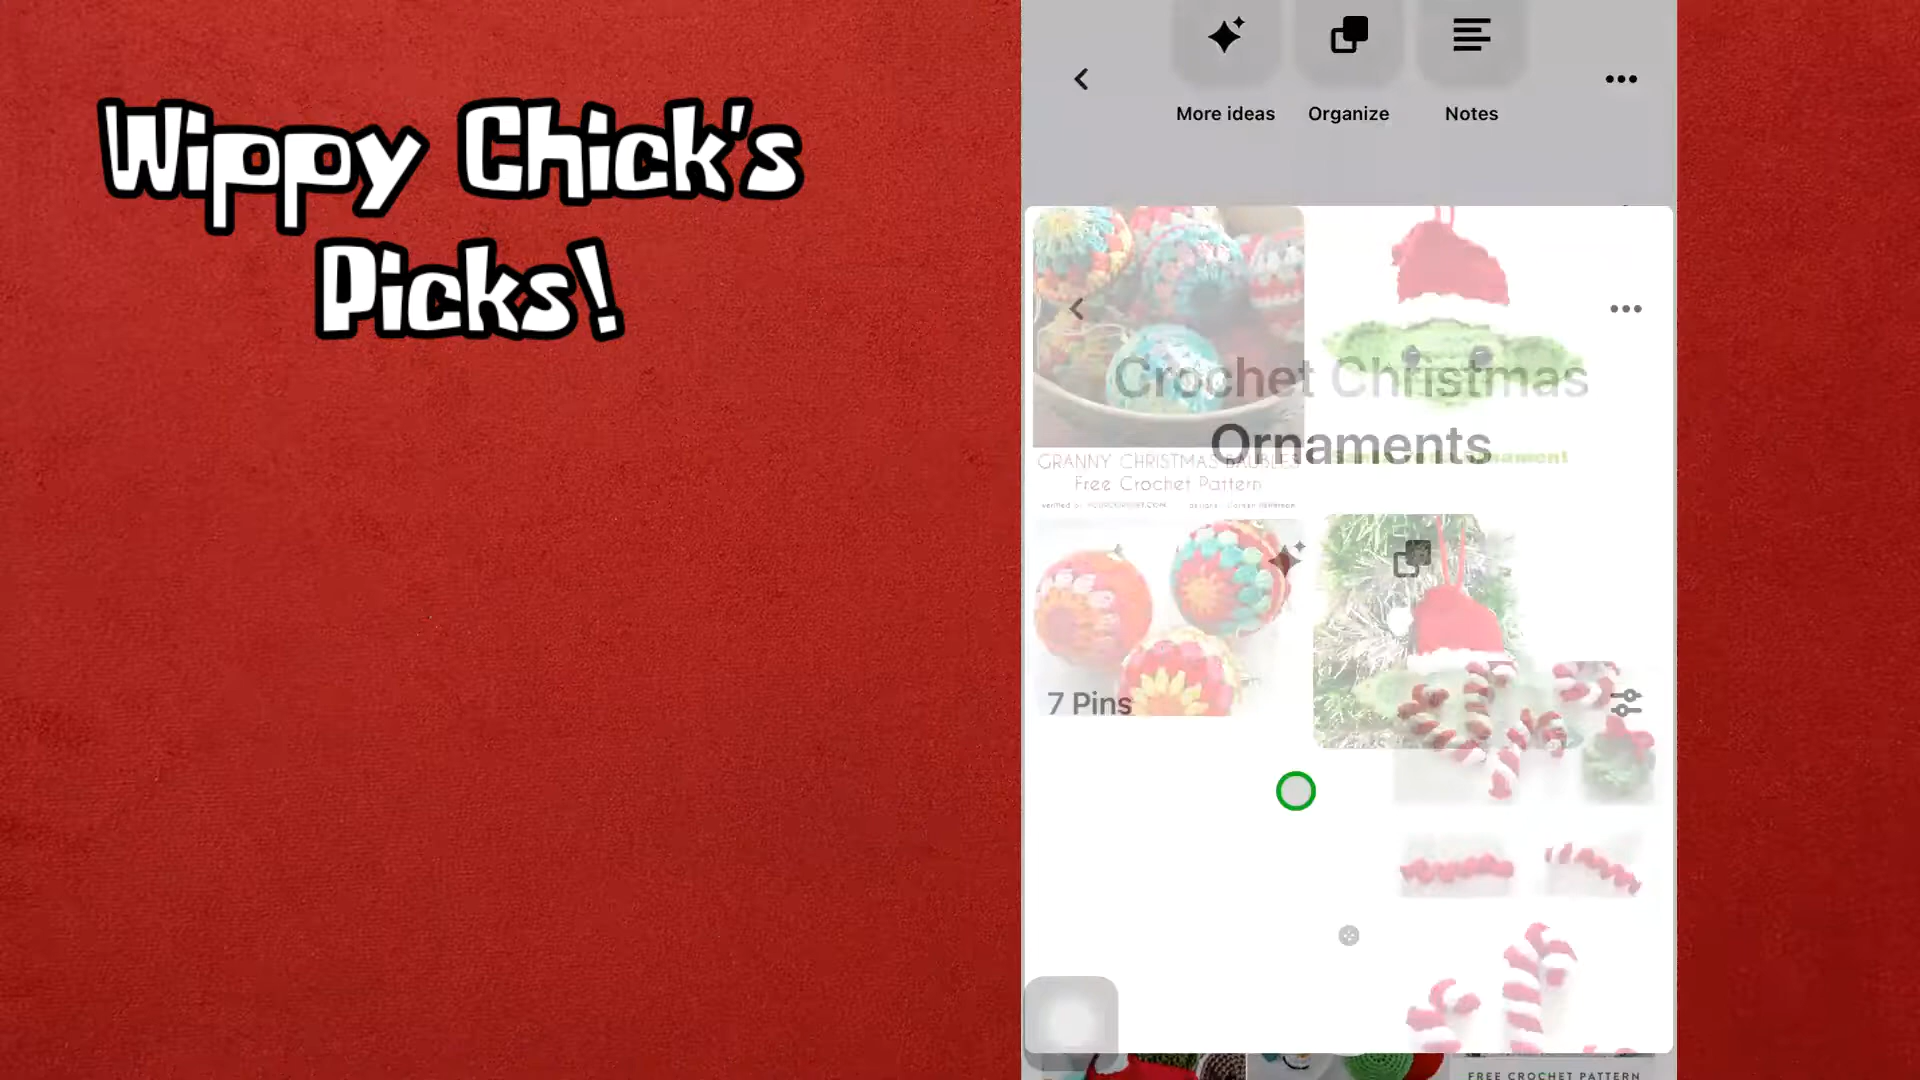 Wippy Chick's
Picks!
More ideas
Organize
Notes
Crochet Christmas
Ornaments
GRANNY CHRISTMAS BAUBLES
Free Crochet Pattern
7 Pins
FREE CROCHET PATTERN